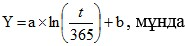 Y = a×ln(t/365) + b, мұнда